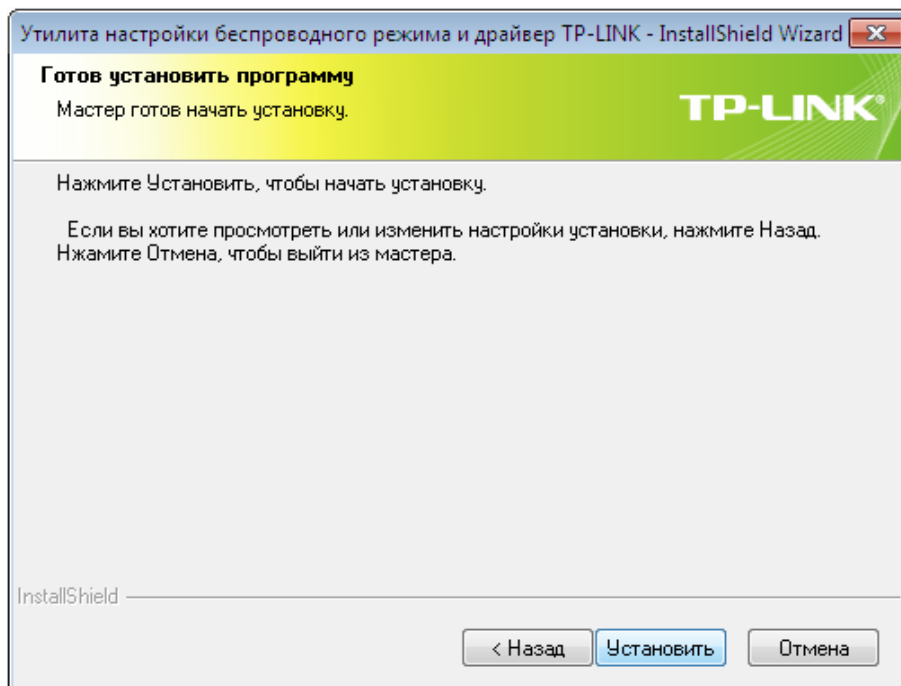 Утилита настройки беспроводного режима и драйвер TP-LINK - InstallShield Wizard
Готов установить программу
Мастер готов начать установку.
TP-LINK®
Нажмите Установить, чтобы начать установку.
Если вы хотите просмотреть или изменить настройки установки, нажмите Назад.
Нжамите Отмена, чтобы выйти из мастера.
InstallShield
< Назад
Установить
Отмена